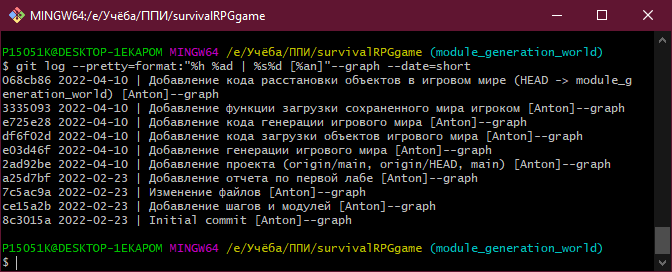 MINGW64:/e/Учёба/ППИ/survivalRPGgame
P15051K@DESKTOP-1EKAPOM MINGW64 /e/Учёба/ППИ/survivalRPGgame (module_generation_world)
$ git log --pretty=format:"%h %ad | %s%d [%an]"--graph --date=short
068cb86 2022-04-10 | Добавление кода расстановки объектов в игровом мире (HEAD -> module_g
eneration_world) [Anton]--graph
3335093 2022-04-10 | Добавление функции загрузки сохраненного мира игроком [Anton]--graph
e725e28 2022-04-10 | Добавление кода генерации игрового мира [Anton]--graph
df6f02d 2022-04-10 | Добавление кода загрузки объектов игрового мира [Anton]--graph
e03d46f 2022-04-10 | Добавление генерации игрового мира [Anton]--graph
2ad92be 2022-04-10 | Добавление проекта (origin/main, origin/HEAD, main) [Anton]--graph
a25d7bf 2022-02-23 | Добавление отчета по первой лабе [Anton]--graph
7c5ac9a 2022-02-23 | Изменение файлов [Anton]--graph
ce15a2b 2022-02-23 | Добавление шагов и модулей [Anton]--graph
8c3015a 2022-02-23 | Initial commit [Anton]--graph
P15051K@DESKTOP-1EKAPOM MINGW64 /e/Учёба/ППИ/survivalRPGgame (module_generation_world)
$